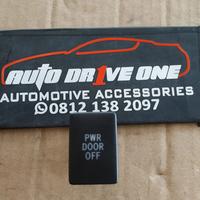 AUTO DR1VE ONE
AUTOMOTIVE ACCESSORIES
0812 138 2097
PWR
DOOR
OFF